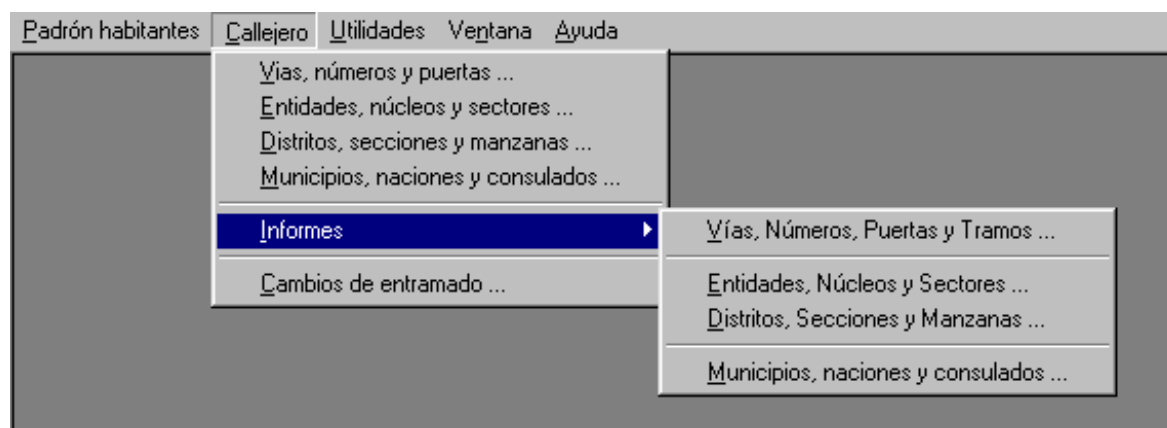 Padrón habitantes Callejero Utilidades Ventana Ayuda
Vias, números y puertas ...
Entidades, núcleos y sectores ...
Distritos, secciones y manzanas ...
Municipios, naciones y consulados ...
Informes
Cambios de entramado ...
Vías, Números, Puertas y Tramos ...
Entidades, Núcleos y Sectores ...
Distritos, Secciones y Manzanas ...
Municipios, naciones y consulados ...